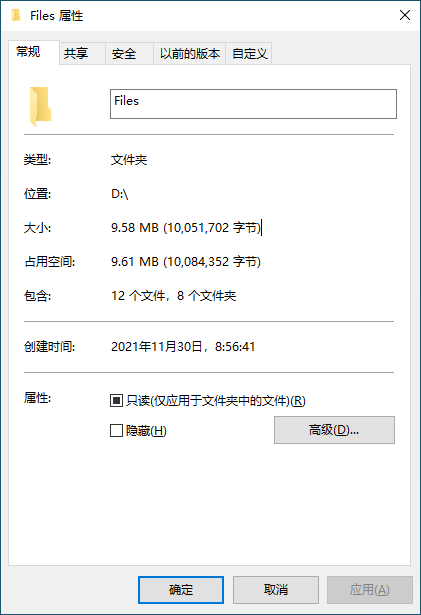 Files 属性
常规 共享 安全 以前的版本 自定义
Files
类型: 文件夹
位置: D:\
大小: 9.58 MB (10,051,702 字节)
占用空间: 9.61 MB (10,084,352 字节)
包含: 12 个文件，8 个文件夹
创建时间: 2021年11月30日，8:56:41
属性: 只读(仅应用于文件夹中的文件)(R)
隐藏(H) 高级(D)...
确定 取消 应用(A)